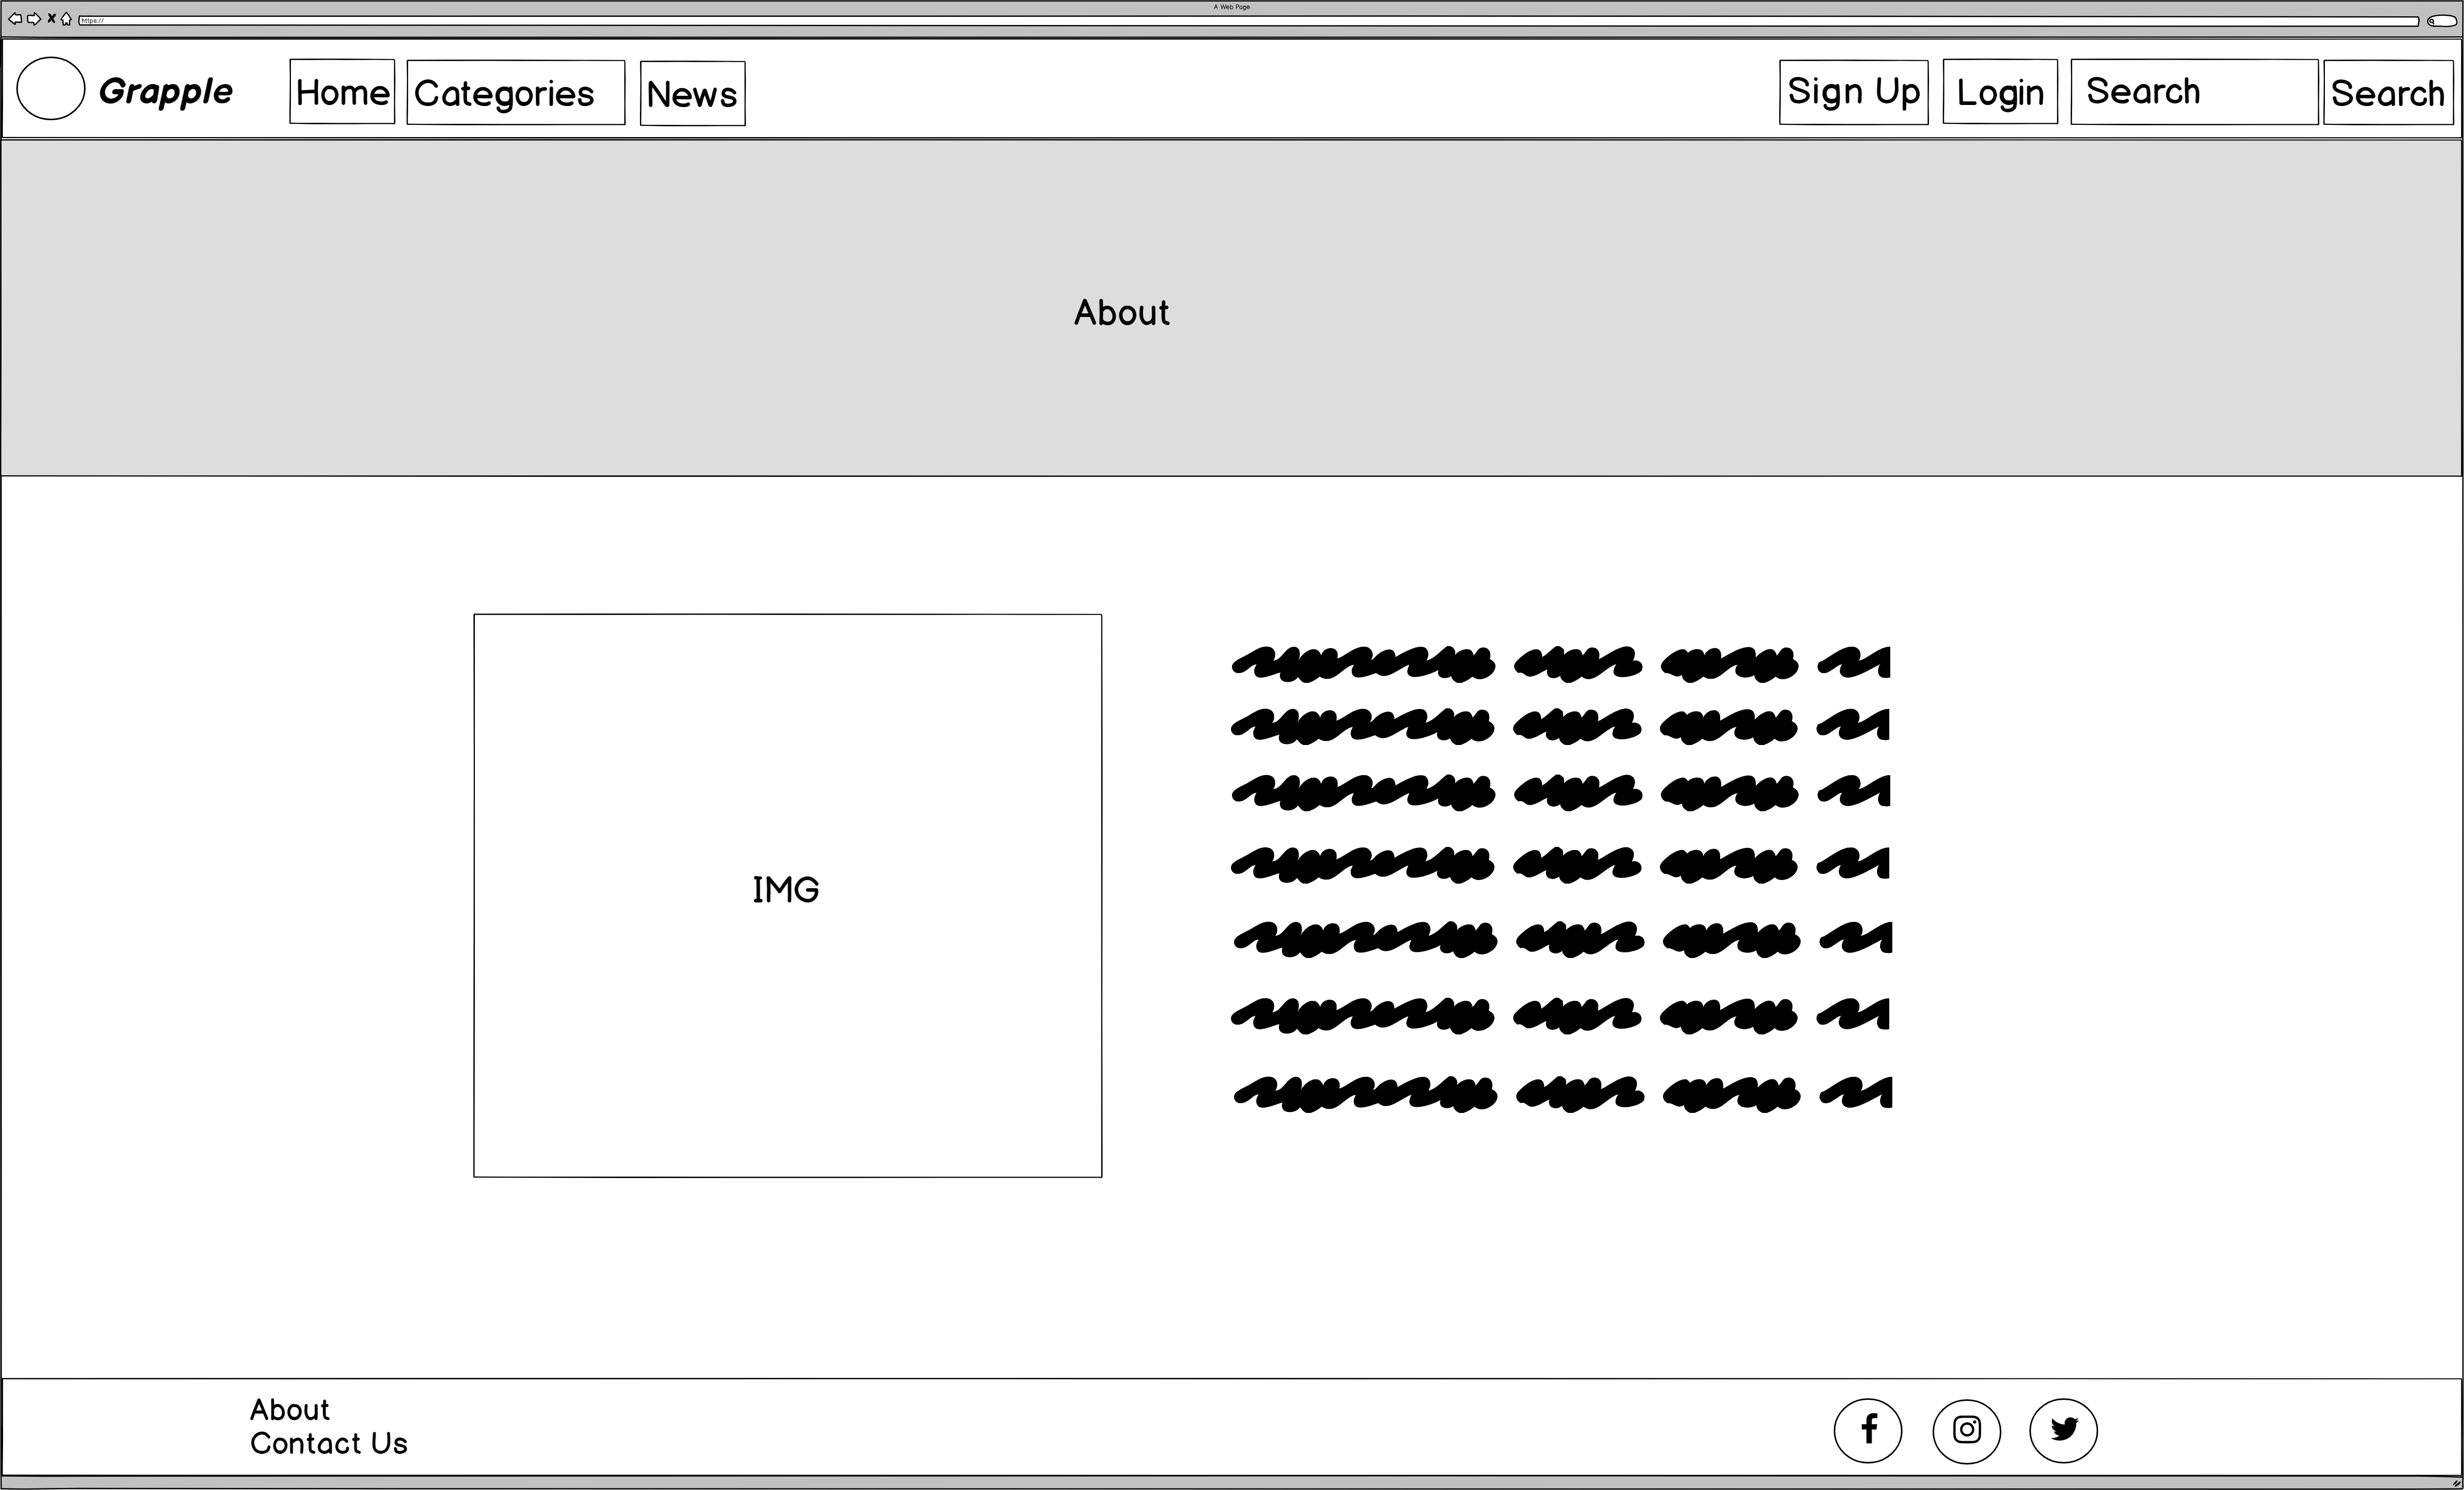 A Web Page
https://
Grapple Home Categories News Sign Up Login Search Search
About
IMG
About
Contact Us